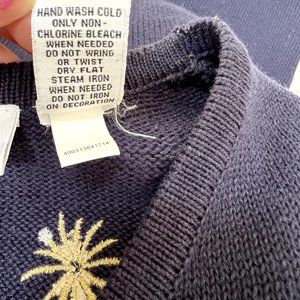 HAND WASH COLD
ONLY NON-
CHLORINE BLEACH
WHEN NEEDED
DO NOT WRING
OR TWIST
DRY FLAT
STEAM IRON
WHEN NEEDED
DO NOT IRON
ON DECORATION
400313641714